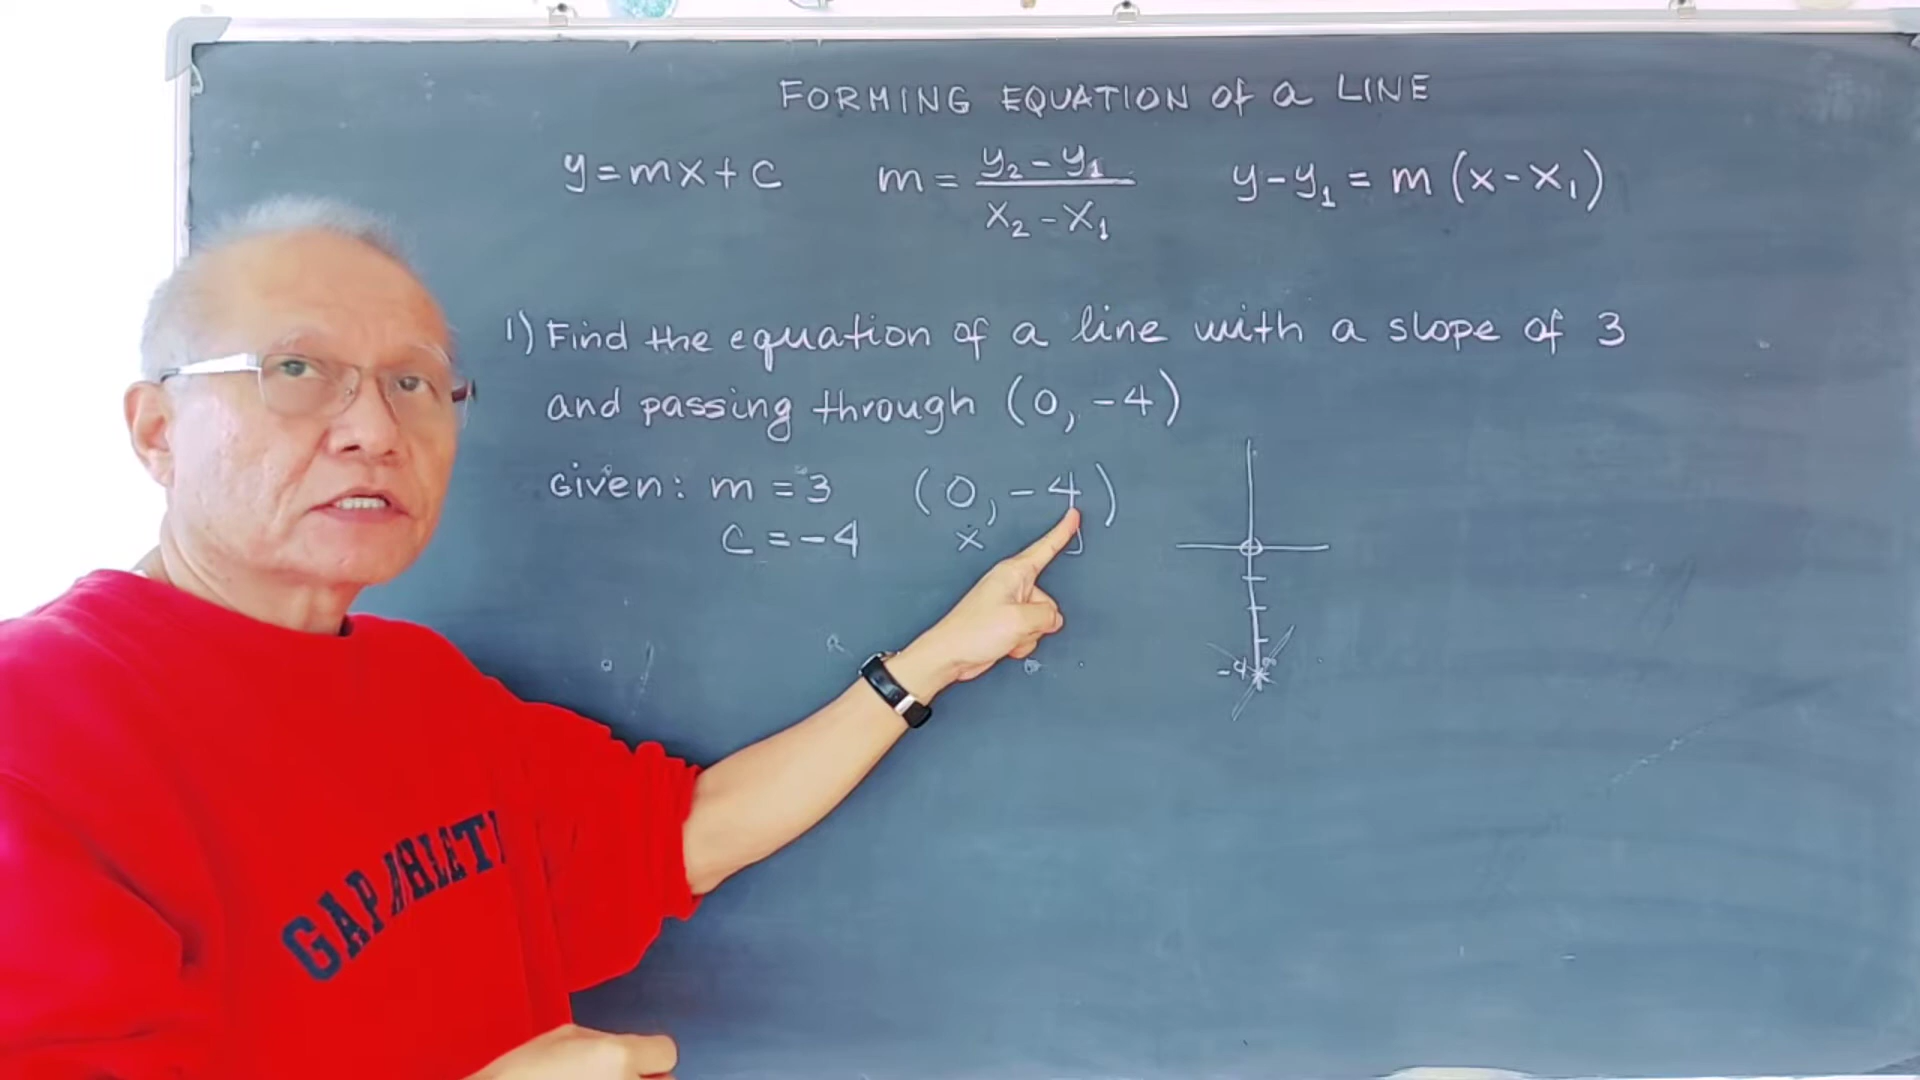 FORMING EQUATION of a LINE
y = mx + c    m = (y₂ - y₁)/(x₂ - x₁)    y - y₁ = m (x - x₁)
1) Find the equation of a line with a slope of 3
and passing through (0, -4)
Given: m = 3    (0, -4)
c = -4    x    y
-4